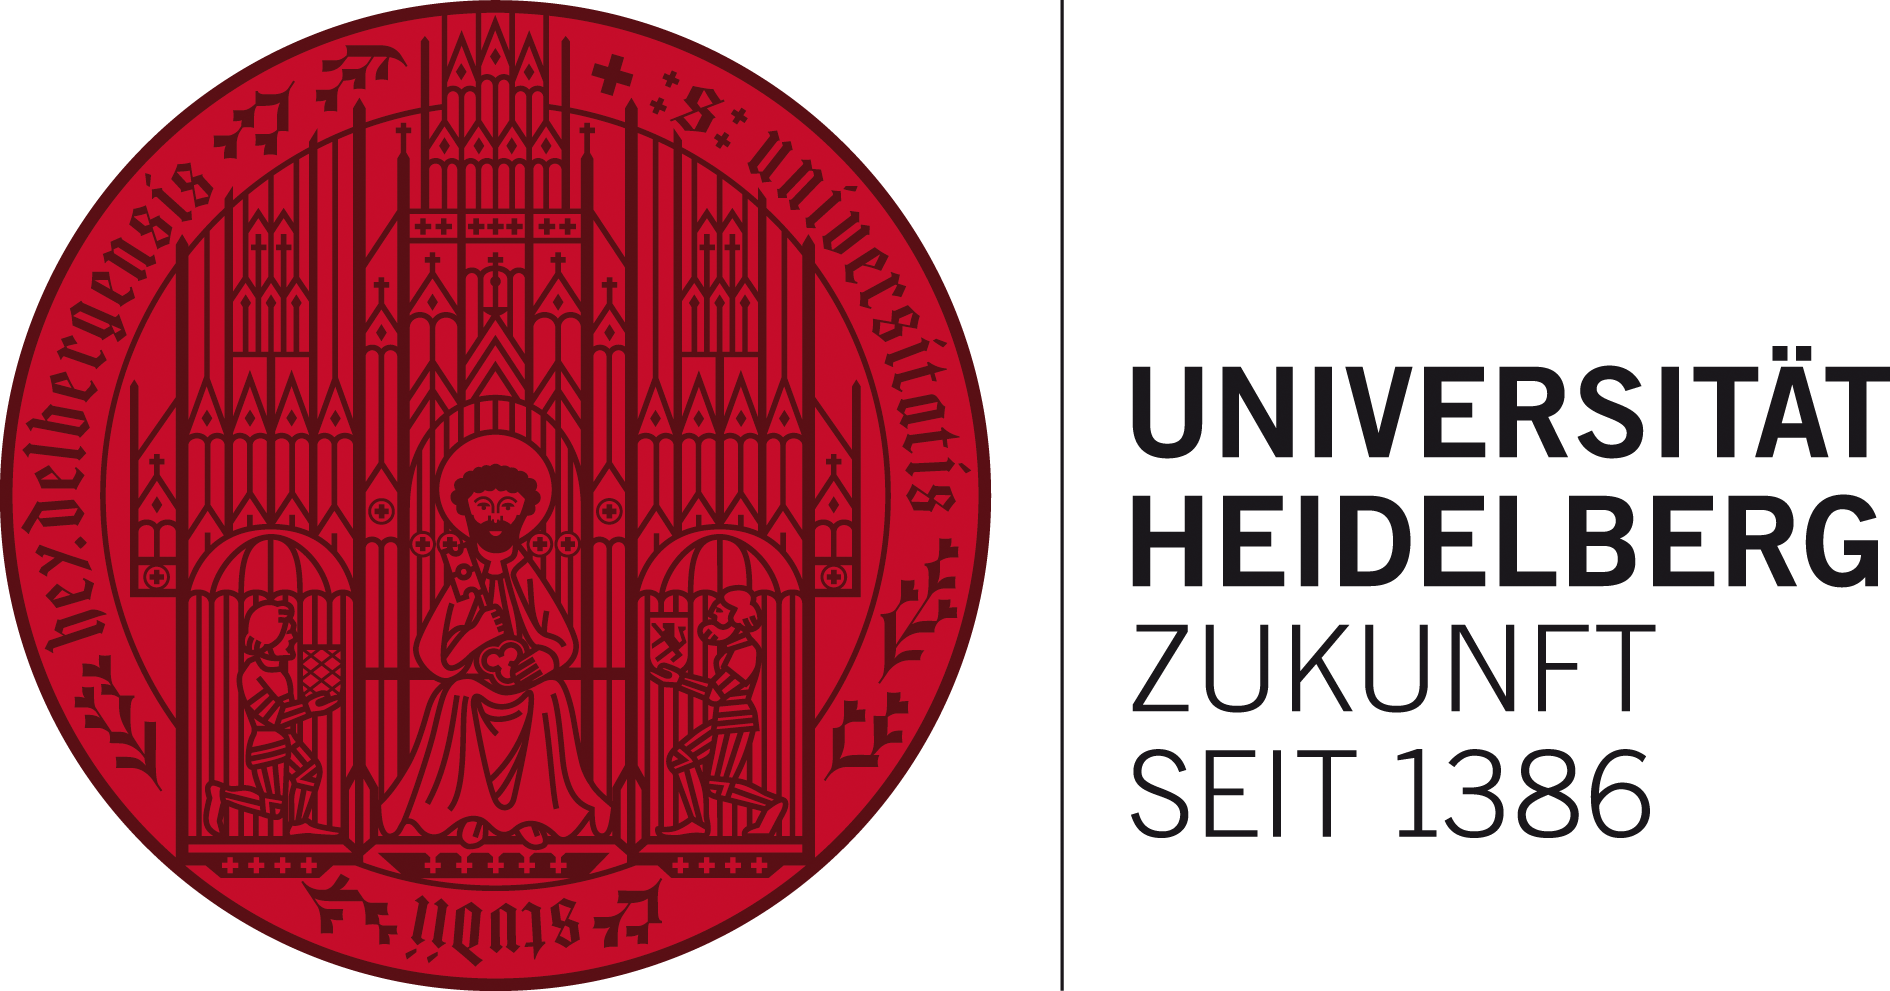 s: universitatis
studii
hey.delbergensis
UNIVERSITÄT
HEIDELBERG
ZUKUNFT
SEIT 1386